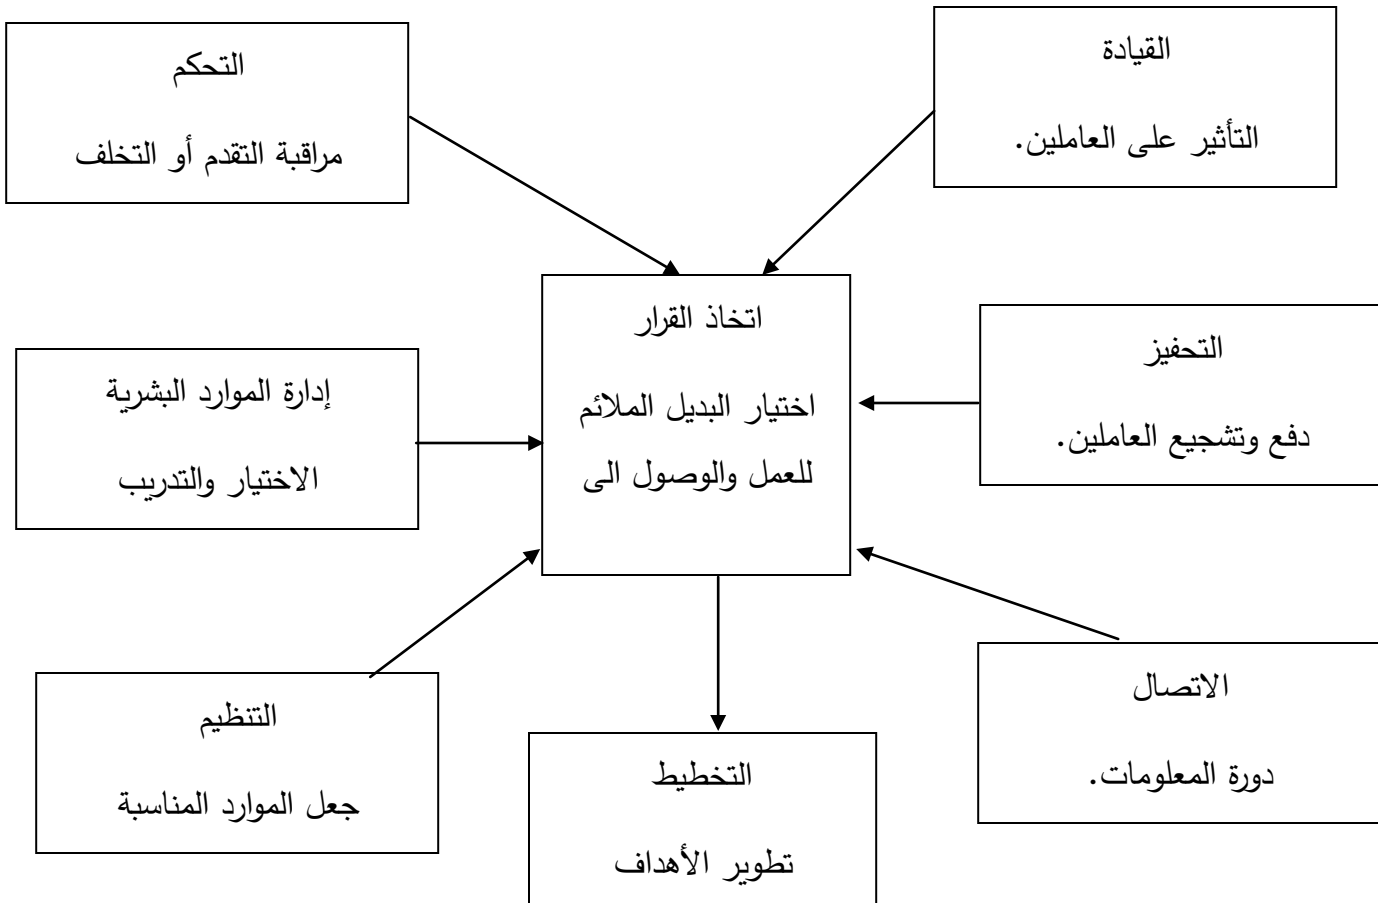 القيادة
التأثير على العاملين.
التحكم
مراقبة التقدم أو التخلف
اتخاذ القرار
اختيار البديل الملائم
للعمل والوصول الى
التحفيز
دفع وتشجيع العاملين.
إدارة الموارد البشرية
الاختيار والتدريب
الاتصال
دورة المعلومات.
التخطيط
تطوير الأهداف
التنظيم
جعل الموارد المناسبة